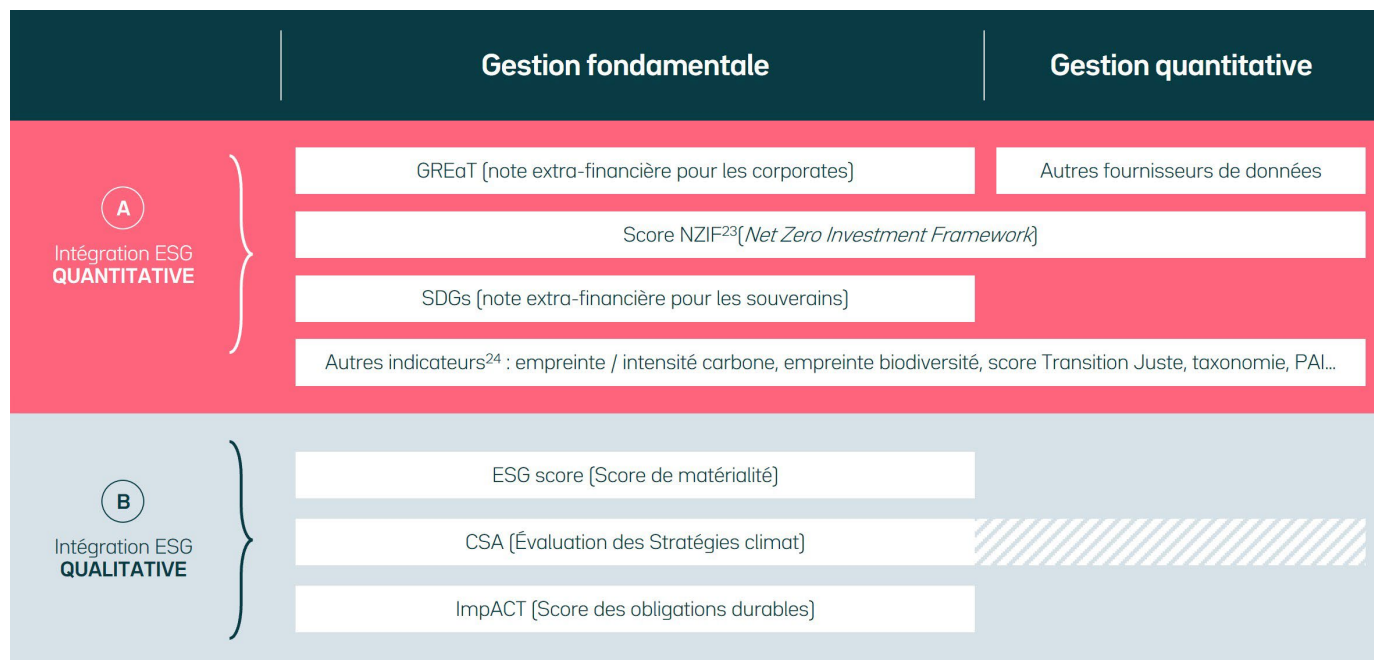 Gestion fondamentale
Gestion quantitative
A
Intégration ESG
QUANTITATIVE
GREaT (note extra-financière pour les corporates)
Autres fournisseurs de données
Score NZIF²³(Net Zero Investment Framework)
SDGs (note extra-financière pour les souverains)
Autres indicateurs²⁴ : empreinte / intensité carbone, empreinte biodiversité, score Transition Juste, taxonomie, PAI...
B
Intégration ESG
QUALITATIVE
ESG score (Score de matérialité)
CSA (Évaluation des Stratégies climat)
ImpACT (Score des obligations durables)